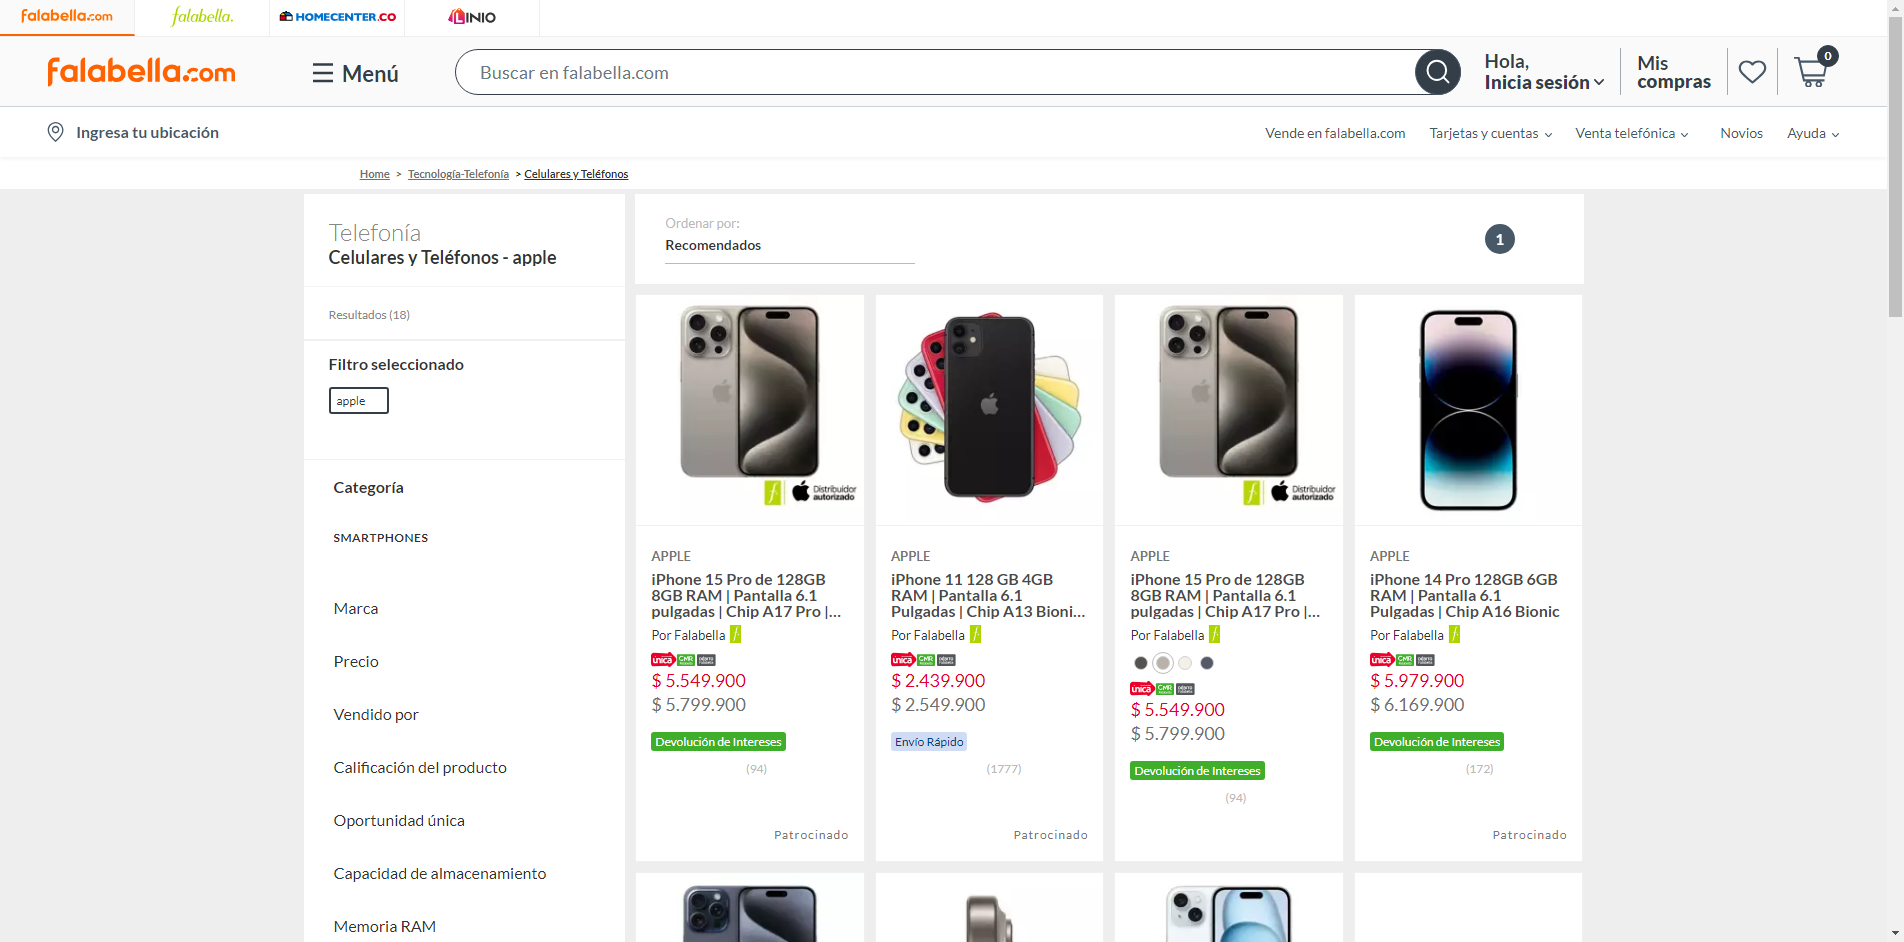 falabella.com
falabella.
HOMECENTER.CO
LINIO
falabella.com
Menú
Buscar en falabella.com
Hola,
Inicia sesión
Mis
compras
0
Ingresa tu ubicación
Vende en falabella.com
Tarjetas y cuentas
Venta telefónica
Novios
Ayuda
Home > Tecnología-Telefonía > Celulares y Teléfonos
Telefonía
Celulares y Teléfonos - apple
Resultados (18)
Filtro seleccionado
apple
Categoría
SMARTPHONES
Marca
Precio
Vendido por
Calificación del producto
Oportunidad única
Capacidad de almacenamiento
Memoria RAM
Ordenar por:
Recomendados
1
Distribuidor
autorizado
APPLE
iPhone 15 Pro de 128GB
8GB RAM | Pantalla 6.1
pulgadas | Chip A17 Pro |...
Por Falabella
única CMR
$ 5.549.900
$ 5.799.900
Devolución de Intereses
(94)
Patrocinado
APPLE
iPhone 11 128 GB 4GB
RAM | Pantalla 6.1
Pulgadas | Chip A13 Bioni...
Por Falabella
única CMR
$ 2.439.900
$ 2.549.900
Envío Rápido
(1777)
Patrocinado
Distribuidor
autorizado
APPLE
iPhone 15 Pro de 128GB
8GB RAM | Pantalla 6.1
pulgadas | Chip A17 Pro |...
Por Falabella
única CMR
$ 5.549.900
$ 5.799.900
Devolución de Intereses
(94)
APPLE
iPhone 14 Pro 128GB 6GB
RAM | Pantalla 6.1
Pulgadas | Chip A16 Bionic
Por Falabella
única CMR
$ 5.979.900
$ 6.169.900
Devolución de Intereses
(172)
Patrocinado